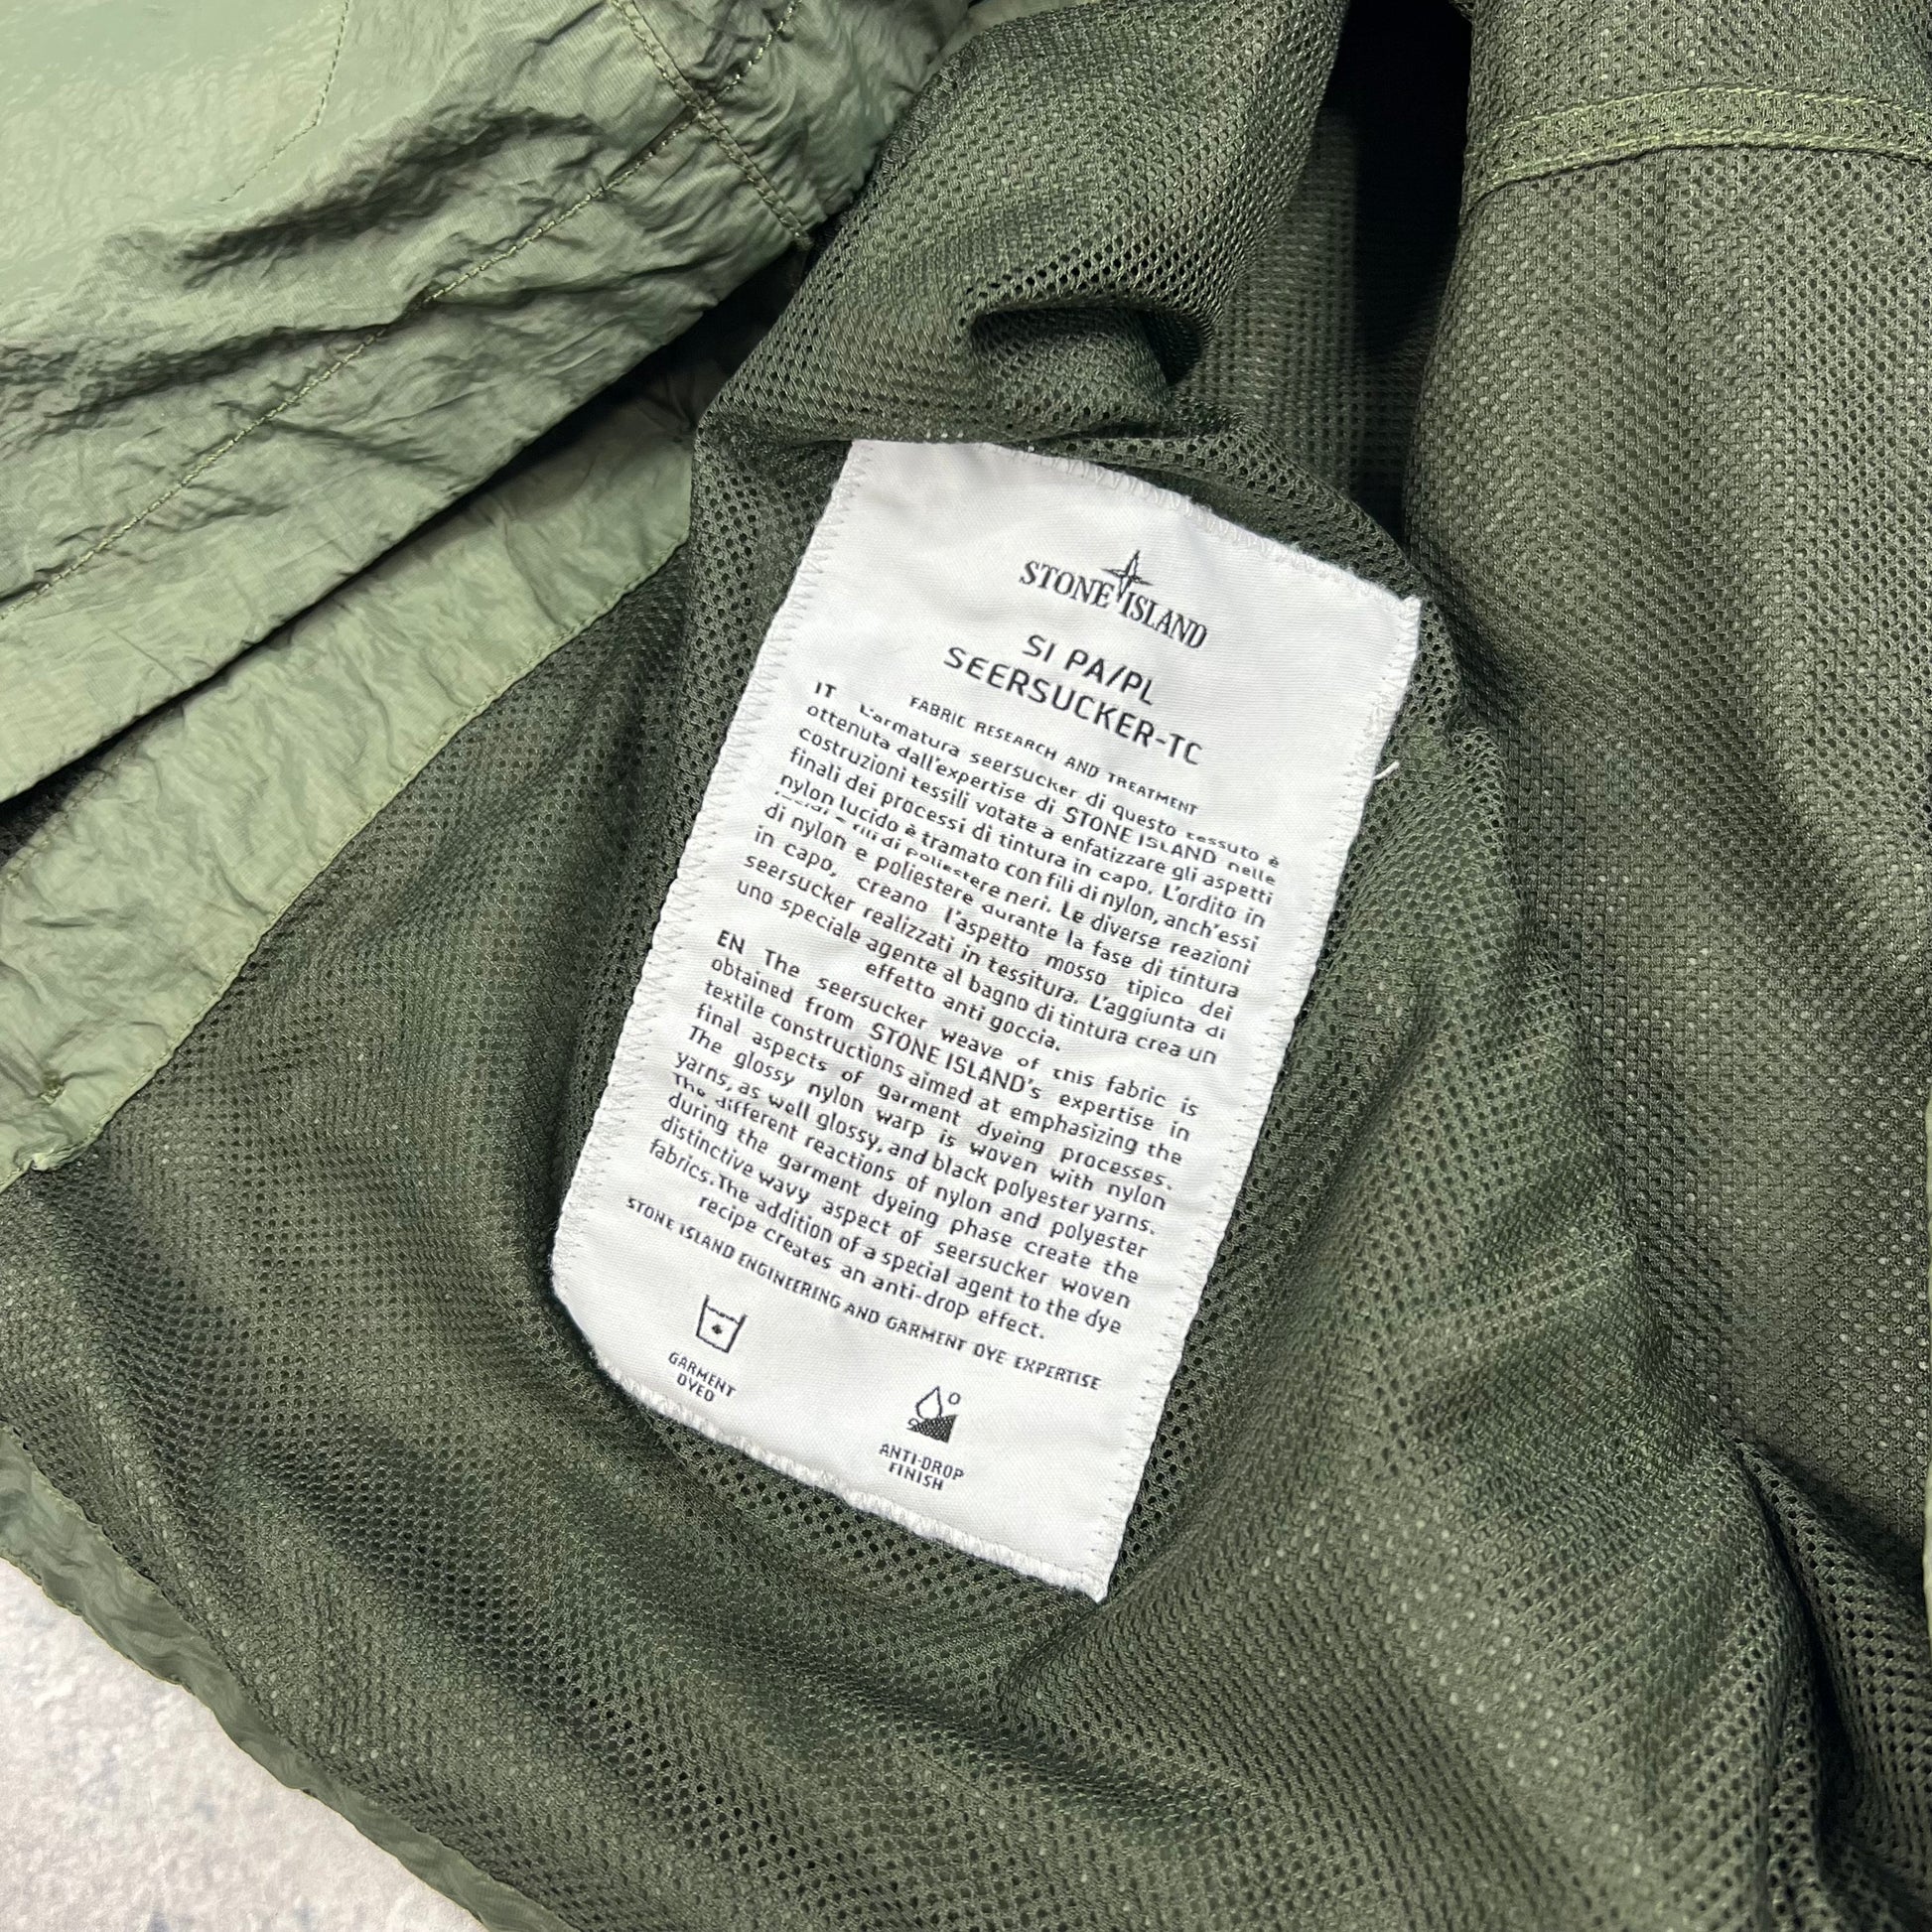 STONE ISLAND
SI PA/PL
SEERSUCKER-TC
FABRIC RESEARCH AND TREATMENT
IT L'armatura seersucker di questo tessuto è
ottenuta dall'expertise di STONE ISLAND nelle
costruzioni tessili votate a enfatizzare gli aspetti
finali dei processi di tintura in capo. L'ordito in
nylon lucido è tramato con fili di nylon, anch'essi
lucidi e fili di poliestere neri. Le diverse reazioni
di nylon e poliestere durante la fase di tintura
in capo, creano l'aspetto mosso tipico dei
seersucker realizzati in tessitura. L'aggiunta di
uno speciale agente al bagno di tintura crea un
effetto anti goccia.
EN The seersucker weave of this fabric is
obtained from STONE ISLAND's expertise in
textile constructions aimed at emphasizing the
final aspects of garment dyeing processes.
The glossy nylon warp is woven with nylon
yarns, as well glossy, and black polyester yarns.
The different reactions of nylon and polyester
during the garment dyeing phase create the
distinctive wavy aspect of seersucker woven
fabrics. The addition of a special agent to the dye
recipe creates an anti-drop effect.
STONE ISLAND ENGINEERING AND GARMENT DYE EXPERTISE
GARMENT
DYED
ANTI-DROP
FINISH